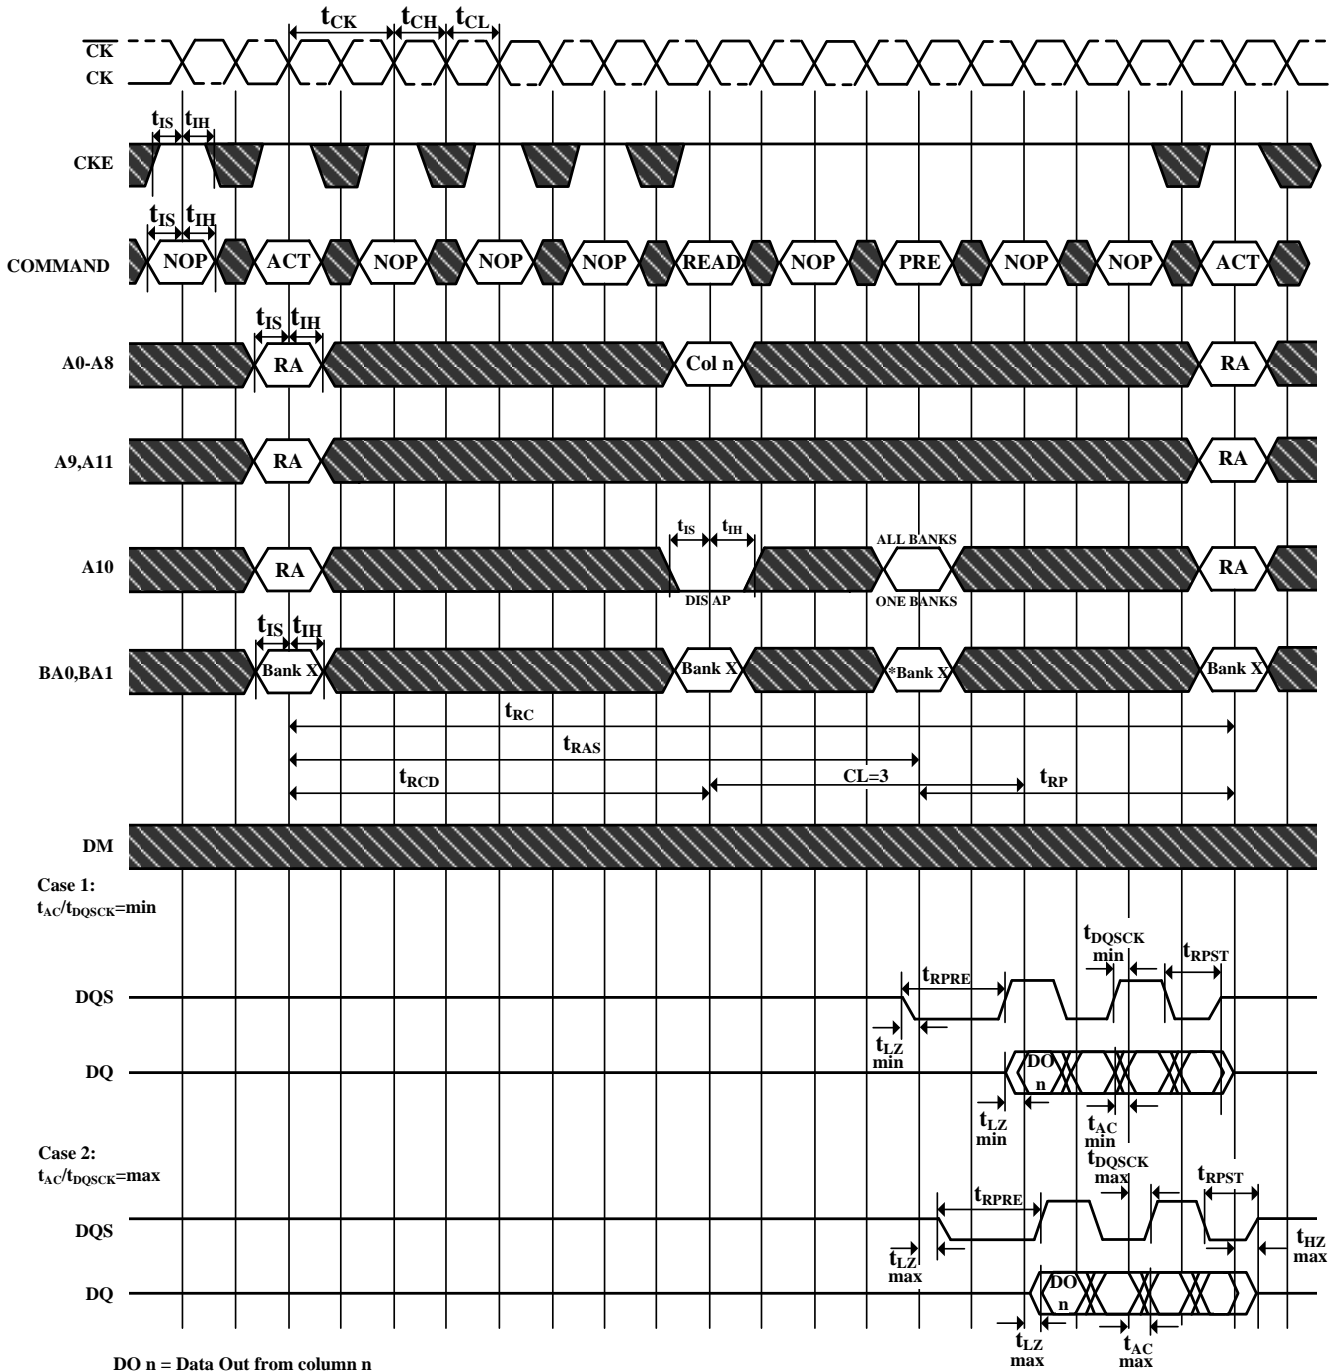 tCK tCH tCL
CK
CK
tIS tIH
CKE
tIS tIH
COMMAND NOP ACT NOP NOP NOP READ NOP PRE NOP NOP ACT
tIS tIH
A0-A8 RA Col n RA
A9,A11 RA RA
tIS tIH ALL BANKS
A10 RA RA
DIS AP ONE BANKS
tIS tIH
BA0,BA1 Bank X Bank X *Bank X Bank X
tRC
tRAS
tRCD CL=3 tRP
DM
Case 1:
tAC/tDQSCK=min
tDQSCK
min
tRPST
tRPRE
DQS
tLZ
min
DQ DO
n
tLZ
min
tAC
min
Case 2:
tAC/tDQSCK=max
tDQSCK
max
tRPST
tRPRE
DQS
tLZ
max
tHZ
max
DQ DO
n
tLZ
max
tAC
max
DO n = Data Out from column n